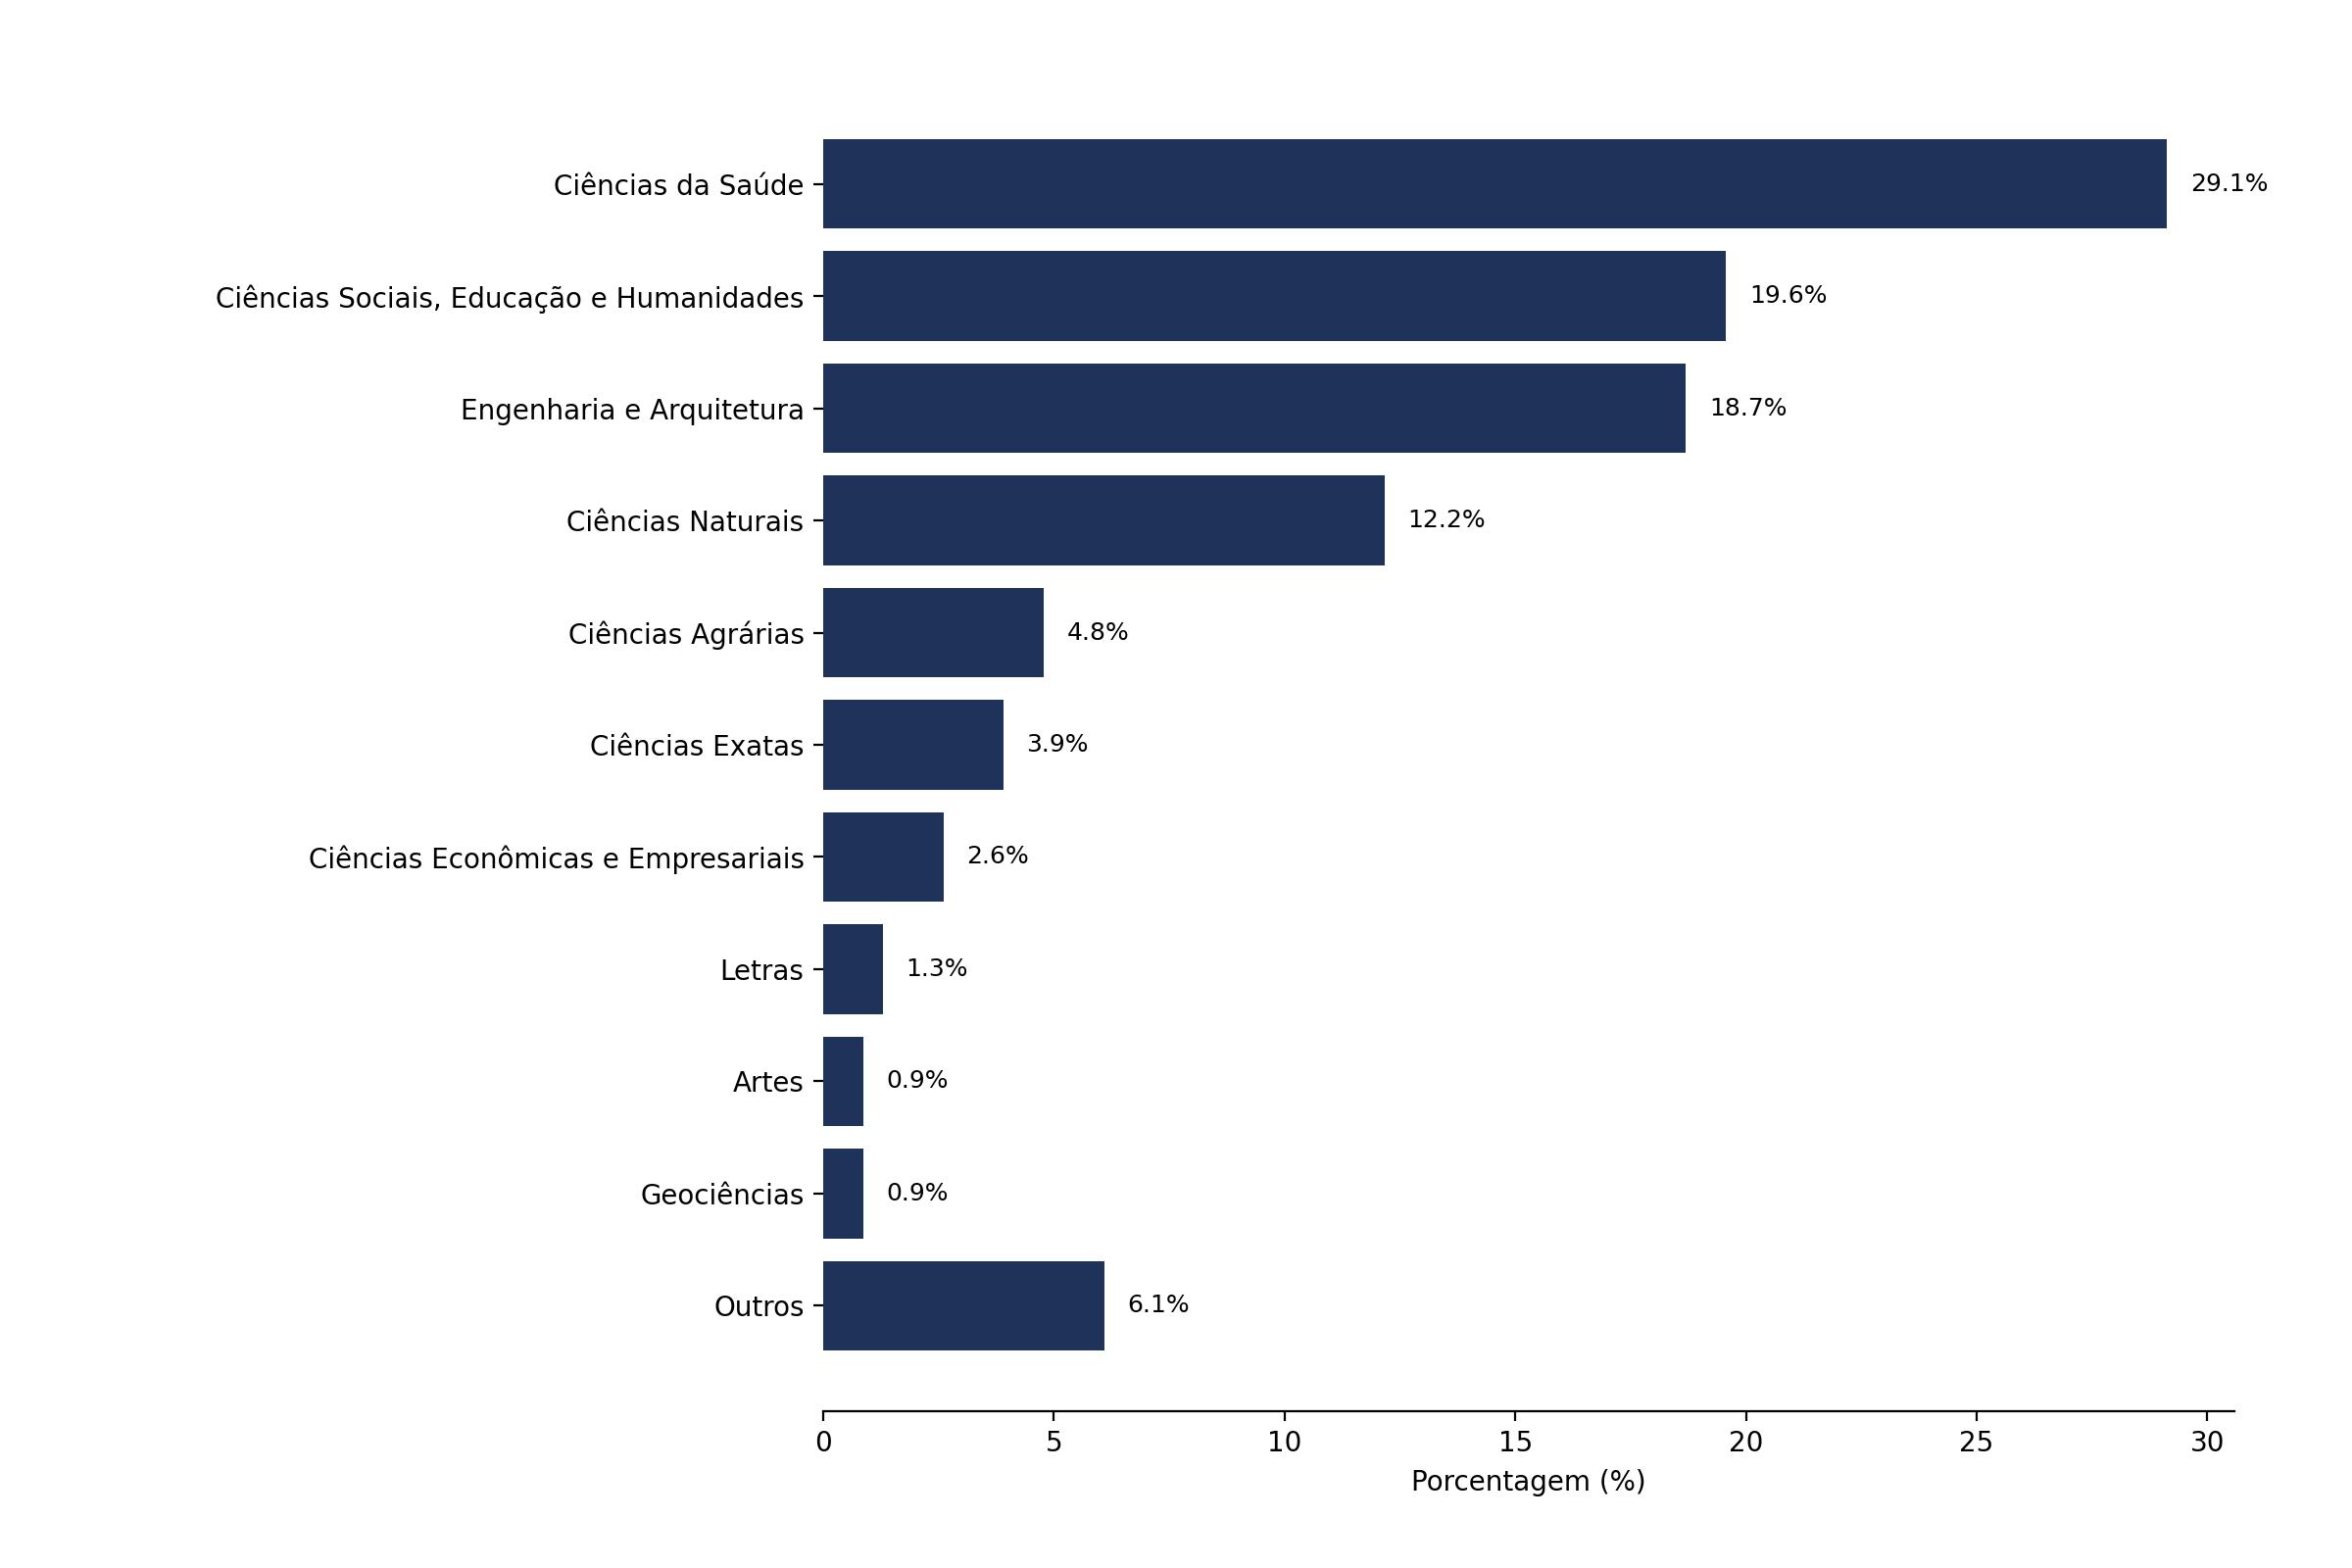 Ciências da Saúde 29.1%
Ciências Sociais, Educação e Humanidades 19.6%
Engenharia e Arquitetura 18.7%
Ciências Naturais 12.2%
Ciências Agrárias 4.8%
Ciências Exatas 3.9%
Ciências Econômicas e Empresariais 2.6%
Letras 1.3%
Artes 0.9%
Geociências 0.9%
Outros 6.1%
0 5 10 15 20 25 30
Porcentagem (%)